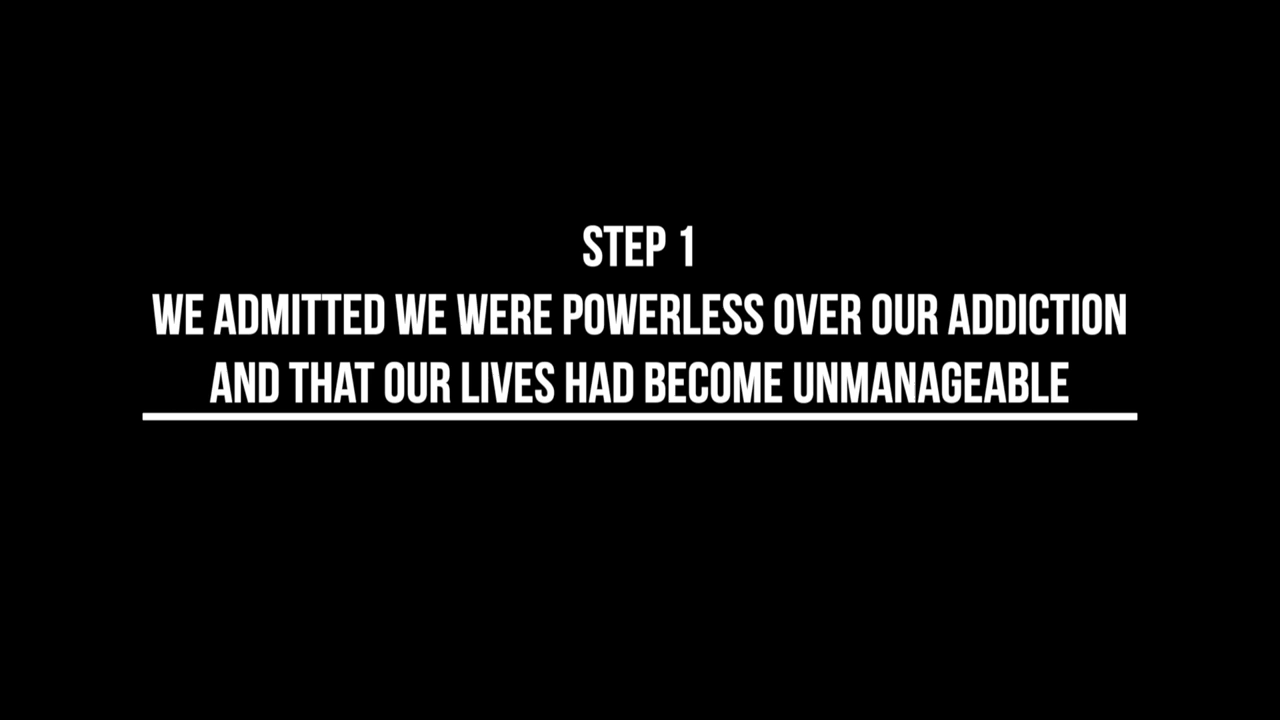 STEP 1
WE ADMITTED WE WERE POWERLESS OVER OUR ADDICTION
AND THAT OUR LIVES HAD BECOME UNMANAGEABLE